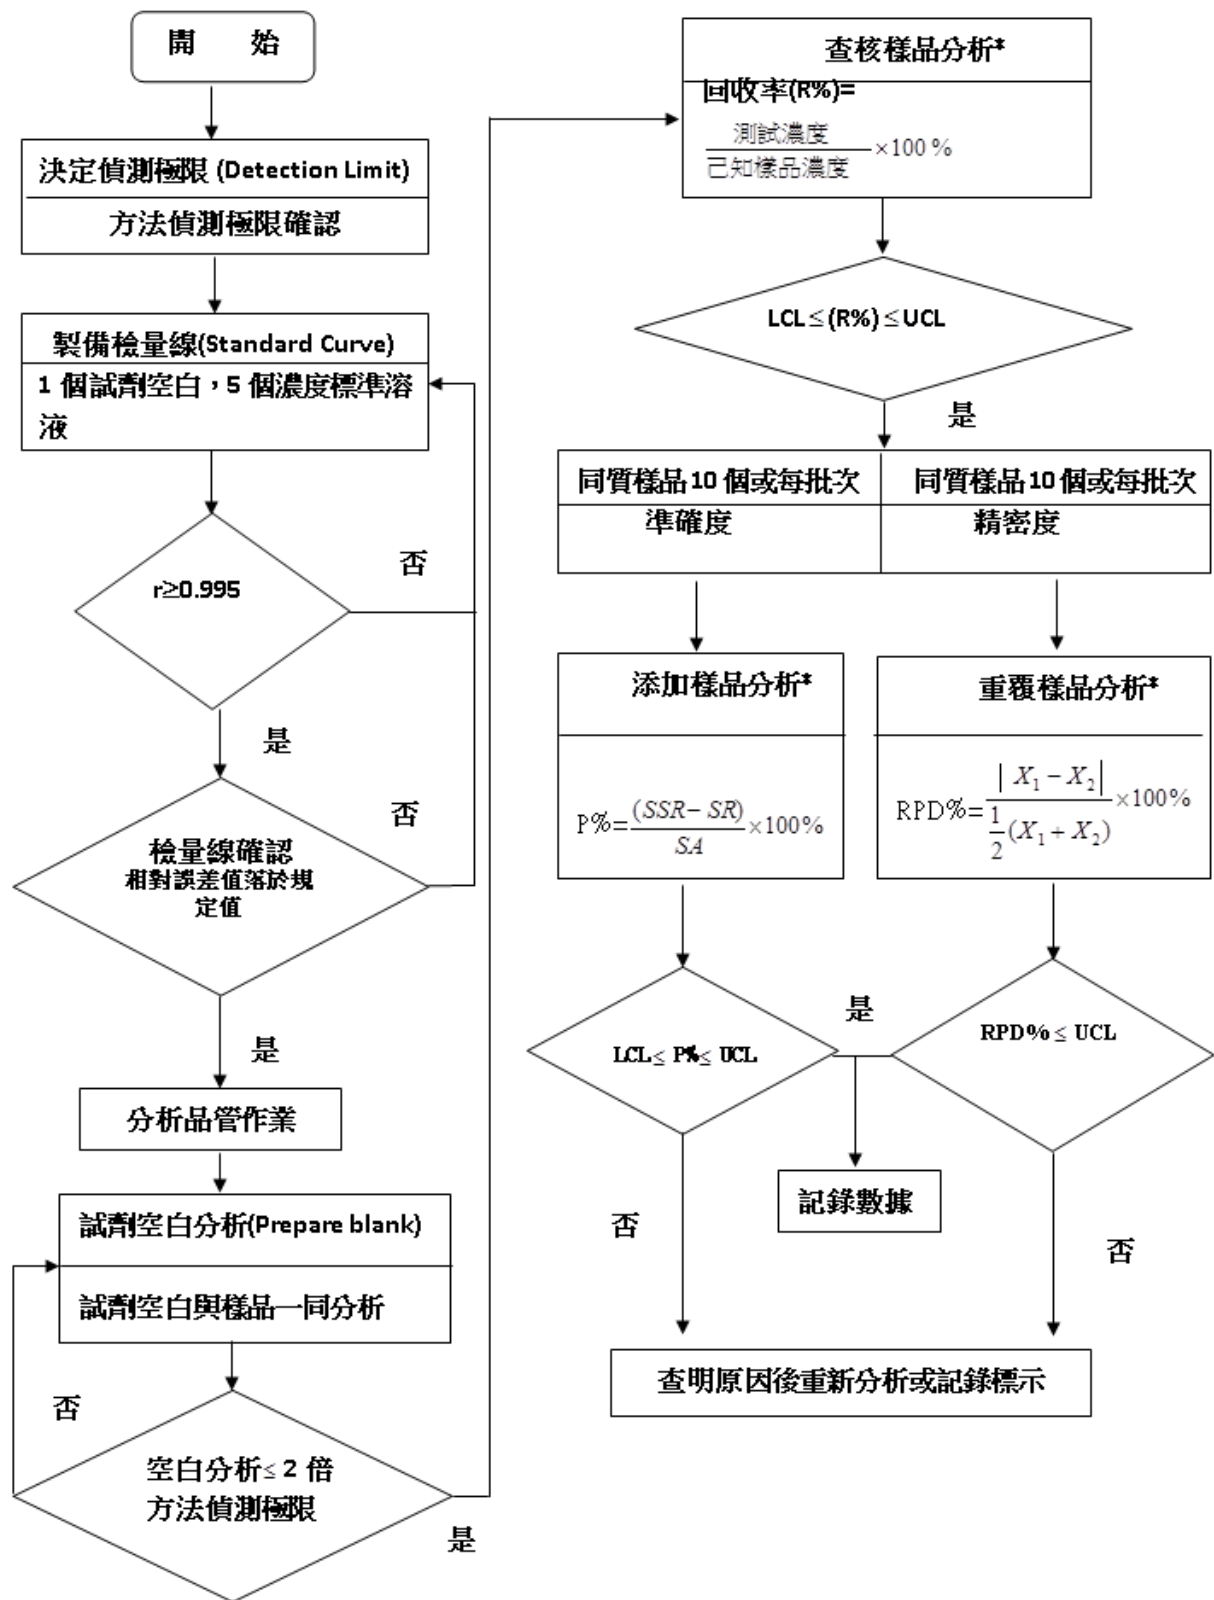 開 始
決定偵測極限 (Detection Limit)
方法偵測極限確認
製備檢量線(Standard Curve)
1 個試劑空白，5 個濃度標準溶
液
r≥0.995
否
是
檢量線確認
相對誤差值落於規
定值
否
是
分析品管作業
試劑空白分析(Prepare blank)
試劑空白與樣品一同分析
否
空白分析≤ 2 倍
方法偵測極限
是
查核樣品分析*
回收率(R%)=
測試濃度
已知樣品濃度
×100 %
LCL ≤ (R%) ≤ UCL
是
同質樣品 10 個或每批次
準確度
同質樣品 10 個或每批次
精密度
添加樣品分析*
P%= (SSR − SR) / SA ×100%
重覆樣品分析*
RPD%= | X₁ − X₂| / ½ (X₁ + X₂) ×100%
LCL ≤ P% ≤ UCL
是
RPD% ≤ UCL
記錄數據
否
否
查明原因後重新分析或記錄標示